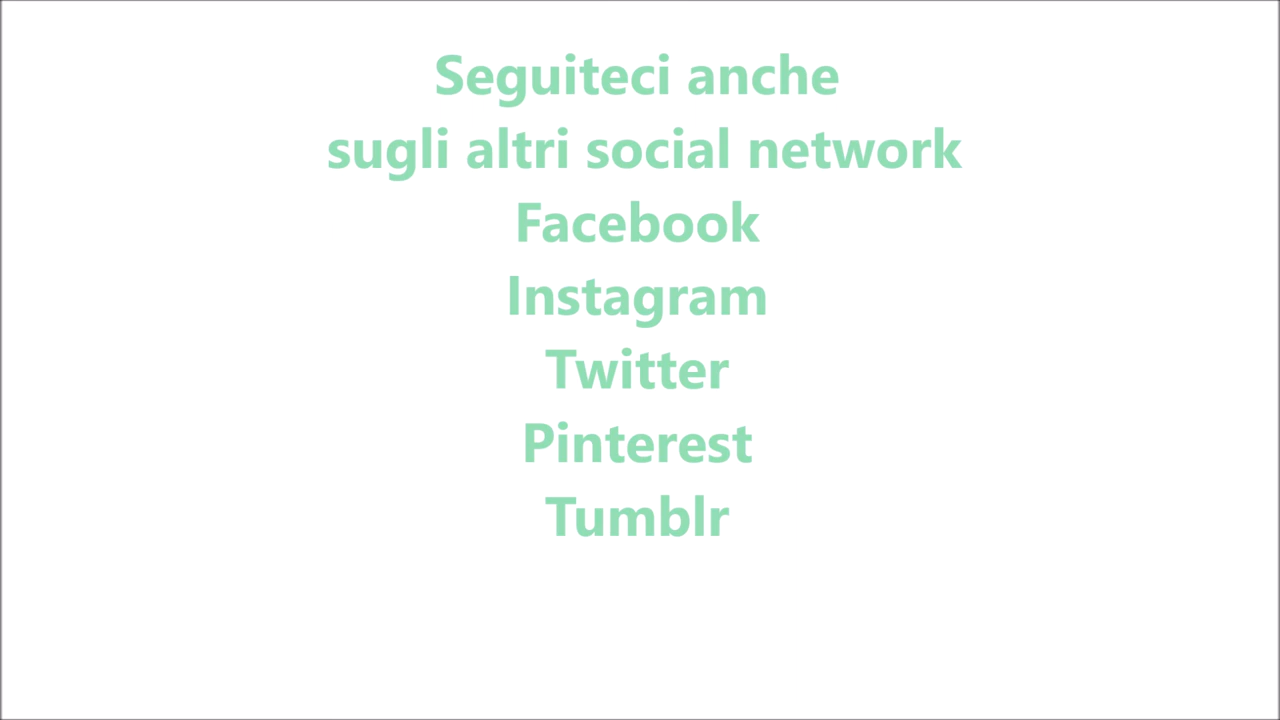 Seguiteci anche
sugli altri social network
Facebook
Instagram
Twitter
Pinterest
Tumblr